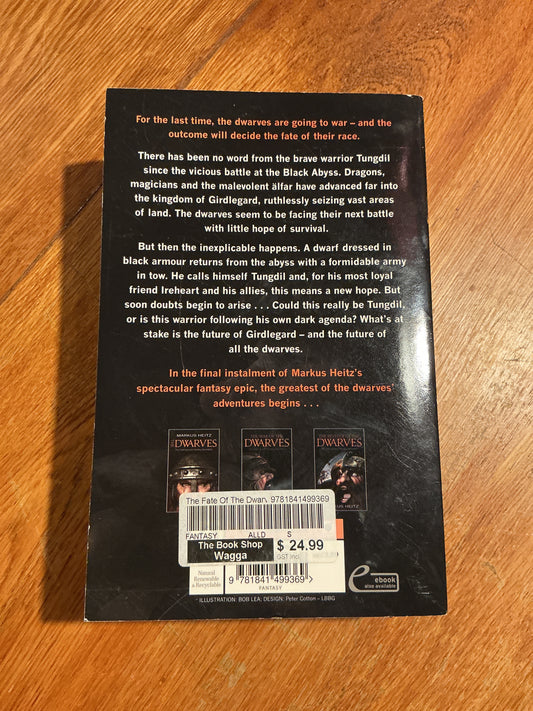 For the last time, the dwarves are going to war – and the
outcome will decide the fate of their race.
There has been no word from the brave warrior Tungdil
since the vicious battle at the Black Abyss. Dragons,
magicians and the malevolent älfar have advanced far into
the kingdom of Girdlegard, ruthlessly seizing vast areas
of land. The dwarves seem to be facing their next battle
with little hope of survival.
But then the inexplicable happens. A dwarf dressed in
black armour returns from the abyss with a formidable army
in tow. He calls himself Tungdil and, for his most loyal
friend Ireheart and his allies, this means a new hope. But
soon doubts begin to arise . . . Could this really be Tungdil,
or is this warrior following his own dark agenda? What's at
stake is the future of Girdlegard – and the future of
all the dwarves.
In the final instalment of Markus Heitz's
spectacular fantasy epic, the greatest of the dwarves'
adventures begins . . .
MARKUS HEITZ
DWARVES
DWARVES
DWARVES
HEITZ
The Fate Of The Dwar 9781841499369
FANTASY ALLD S
The Book Shop
Wagga
$ 24.99
GST Incl
Natural
Renewable
& Recyclable
9 781841 499369 >
FANTASY
e ebook
also available
ILLUSTRATION: BOB LEA; DESIGN: Peter Cotton – LBBG